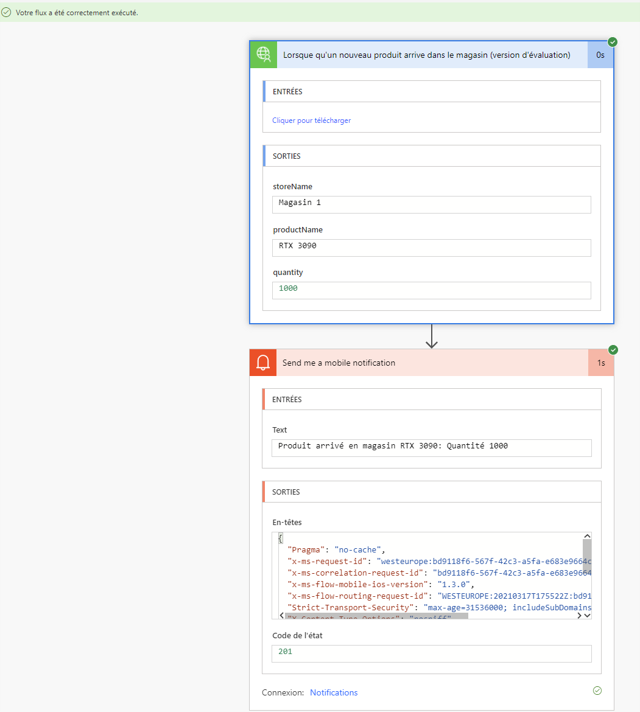 Votre flux a été correctement exécuté.
Lorsque qu'un nouveau produit arrive dans le magasin (version d'évaluation)
0s
ENTRÉES
Cliquer pour télécharger
SORTIES
storeName
Magasin 1
productName
RTX 3090
quantity
1000
Send me a mobile notification
1s
ENTRÉES
Text
Produit arrivé en magasin RTX 3090: Quantité 1000
SORTIES
En-têtes
{
"Pragma": "no-cache",
"x-ms-request-id": "westeurope:bd9118f6-567f-42c3-a5fa-e683e9664c
"x-ms-correlation-request-id": "bd9118f6-567f-42c3-a5fa-e683e9664
"x-ms-flow-mobile-ios-version": "1.3.0",
"x-ms-flow-routing-request-id": "WESTEUROPE:20210317T175522Z:bd91
"Strict-Transport-Security": "max-age=31536000; includeSubDomains
"X-Content-Type-Options": "nosniff"
Code de l'état
201
Connexion: Notifications